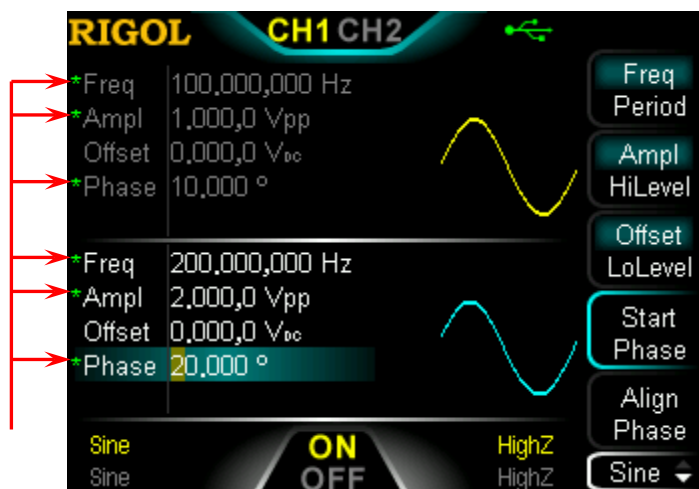 RIGOL CH1 CH2
*Freq 100.000,000 Hz
*Ampl 1.000,0 Vpp
Offset 0.000,0 VDC
*Phase 10.000 °
*Freq 200.000,000 Hz
*Ampl 2.000,0 Vpp
Offset 0.000,0 VDC
*Phase 20.000 °
Freq
Period
Ampl
HiLevel
Offset
LoLevel
Start
Phase
Align
Phase
Sine
Sine ON HighZ
Sine OFF HighZ